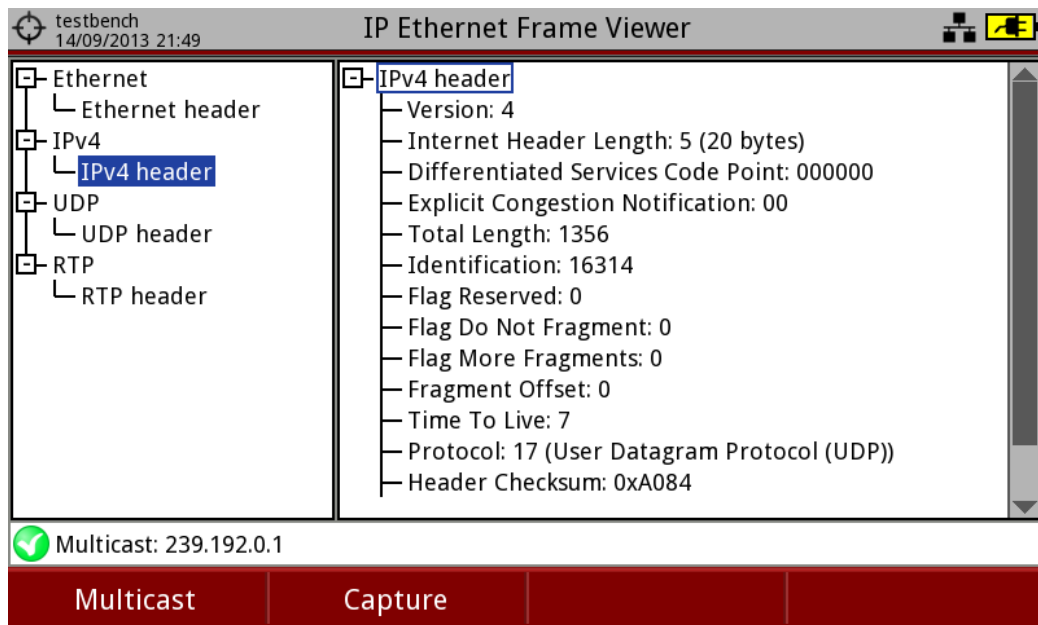 testbench
14/09/2013 21:49
IP Ethernet Frame Viewer
Ethernet
Ethernet header
IPv4
IPv4 header
UDP
UDP header
RTP
RTP header
IPv4 header
Version: 4
Internet Header Length: 5 (20 bytes)
Differentiated Services Code Point: 000000
Explicit Congestion Notification: 00
Total Length: 1356
Identification: 16314
Flag Reserved: 0
Flag Do Not Fragment: 0
Flag More Fragments: 0
Fragment Offset: 0
Time To Live: 7
Protocol: 17 (User Datagram Protocol (UDP))
Header Checksum: 0xA084
Multicast: 239.192.0.1
Multicast
Capture